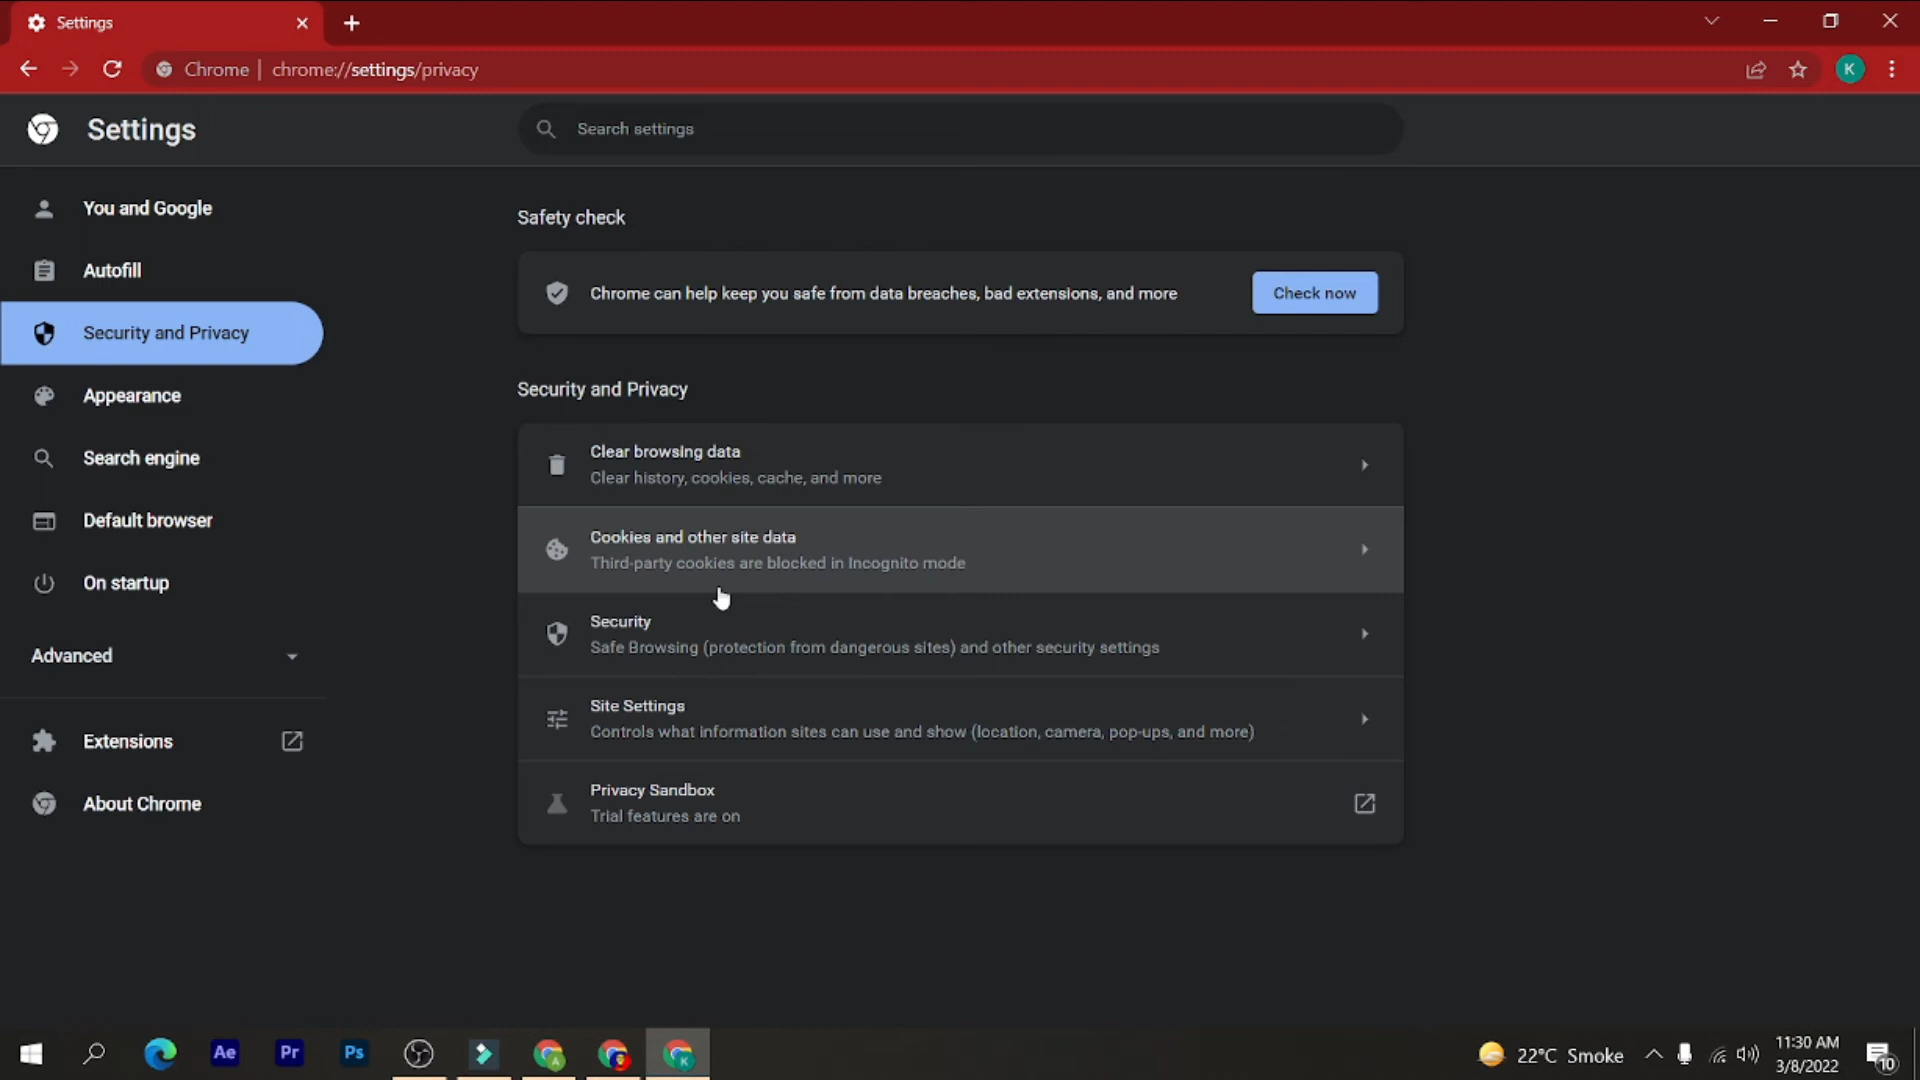 Settings
Chrome | chrome://settings/privacy
K
Settings
Search settings
You and Google
Autofill
Security and Privacy
Appearance
Search engine
Default browser
On startup
Advanced
Extensions
About Chrome
Safety check
Chrome can help keep you safe from data breaches, bad extensions, and more
Check now
Security and Privacy
Clear browsing data
Clear history, cookies, cache, and more
Cookies and other site data
Third-party cookies are blocked in Incognito mode
Security
Safe Browsing (protection from dangerous sites) and other security settings
Site Settings
Controls what information sites can use and show (location, camera, pop-ups, and more)
Privacy Sandbox
Trial features are on
Ae
Pr
Ps
A
K
22°C Smoke
11:30 AM
3/8/2022
10